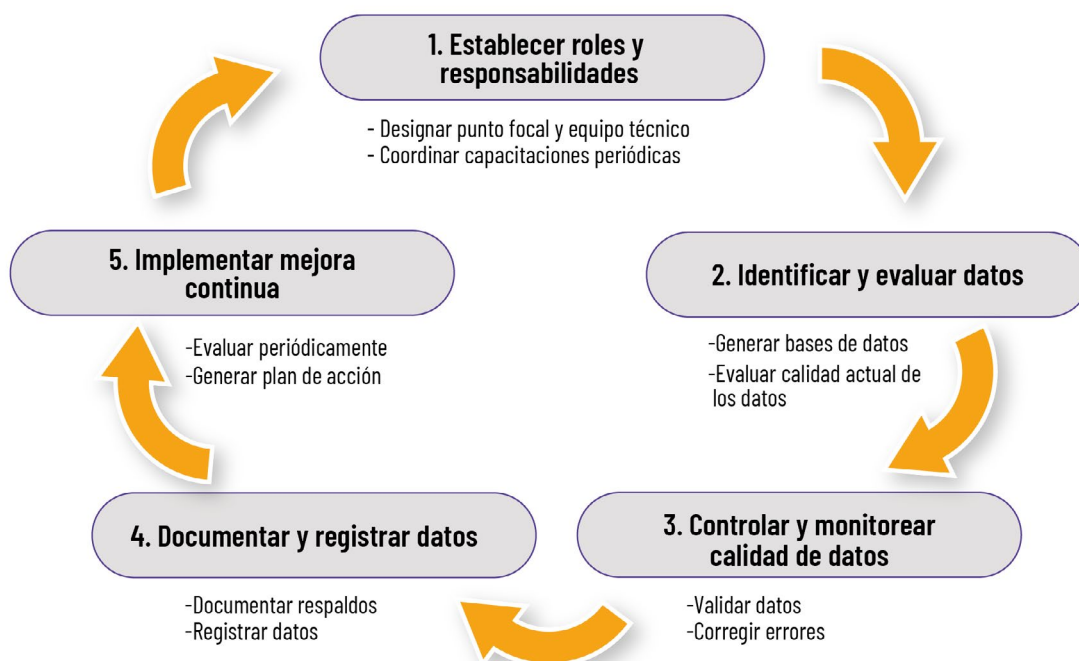 1. Establecer roles y
responsabilidades
- Designar punto focal y equipo técnico
- Coordinar capacitaciones periódicas
2. Identificar y evaluar datos
-Generar bases de datos
-Evaluar calidad actual de
los datos
3. Controlar y monitorear
calidad de datos
-Validar datos
-Corregir errores
4. Documentar y registrar datos
-Documentar respaldos
-Registrar datos
5. Implementar mejora
continua
-Evaluar periódicamente
-Generar plan de acción